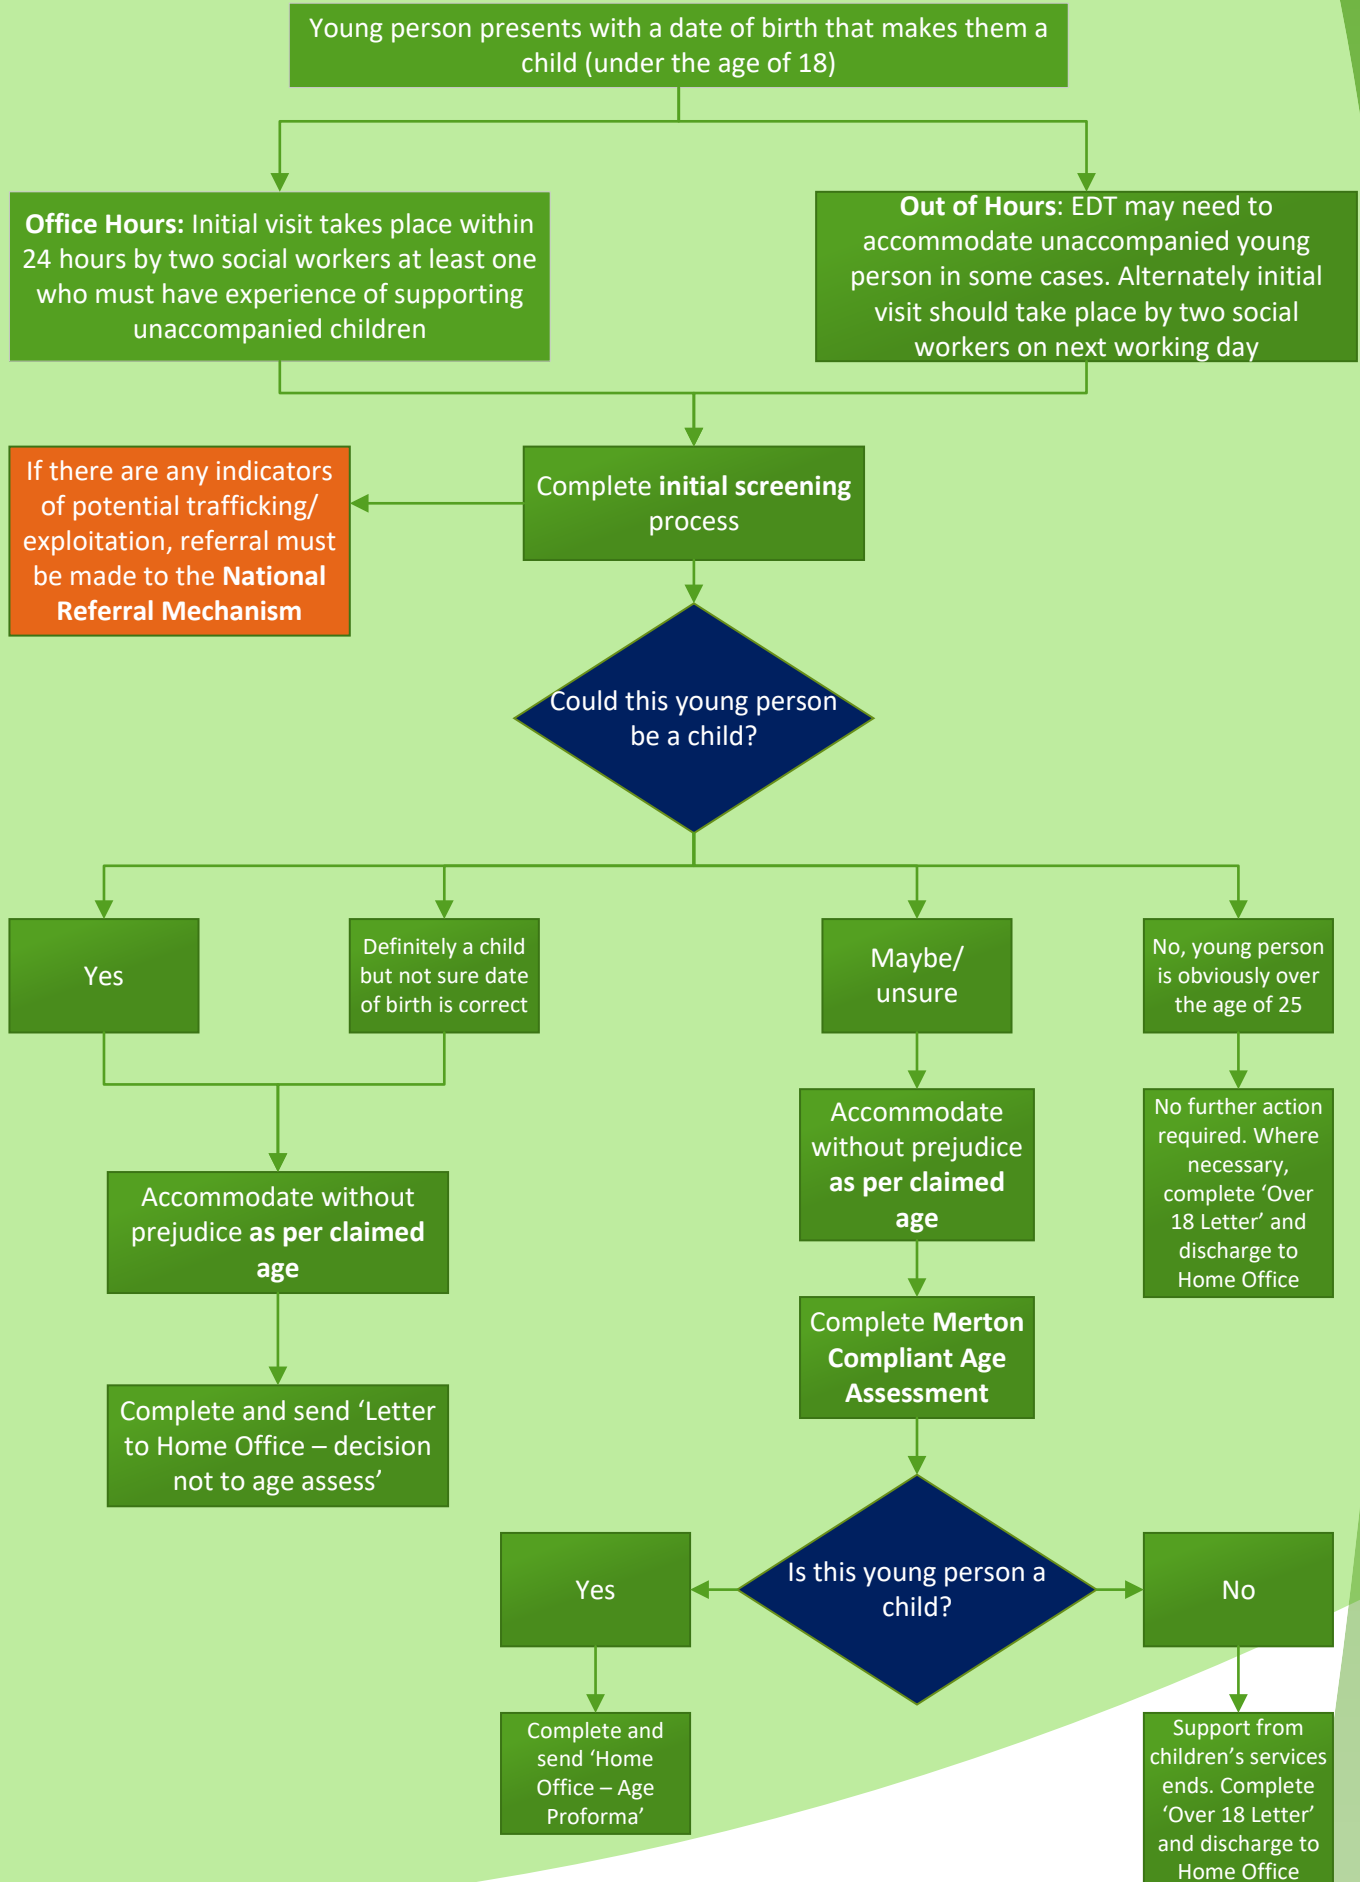 Young person presents with a date of birth that makes them a
child (under the age of 18)
Office Hours: Initial visit takes place within
24 hours by two social workers at least one
who must have experience of supporting
unaccompanied children
Out of Hours: EDT may need to
accommodate unaccompanied young
person in some cases. Alternately initial
visit should take place by two social
workers on next working day
If there are any indicators
of potential trafficking/
exploitation, referral must
be made to the National
Referral Mechanism
Complete initial screening
process
Could this young person
be a child?
Yes
Definitely a child
but not sure date
of birth is correct
Maybe/
unsure
No, young person
is obviously over
the age of 25
Accommodate without
prejudice as per claimed
age
Accommodate
without prejudice
as per claimed
age
No further action
required. Where
necessary,
complete ‘Over
18 Letter’ and
discharge to
Home Office
Complete and send ‘Letter
to Home Office – decision
not to age assess’
Complete Merton
Compliant Age
Assessment
Is this young person a
child?
Yes
No
Complete and
send ‘Home
Office – Age
Proforma’
Support from
children’s services
ends. Complete
‘Over 18 Letter’
and discharge to
Home Office